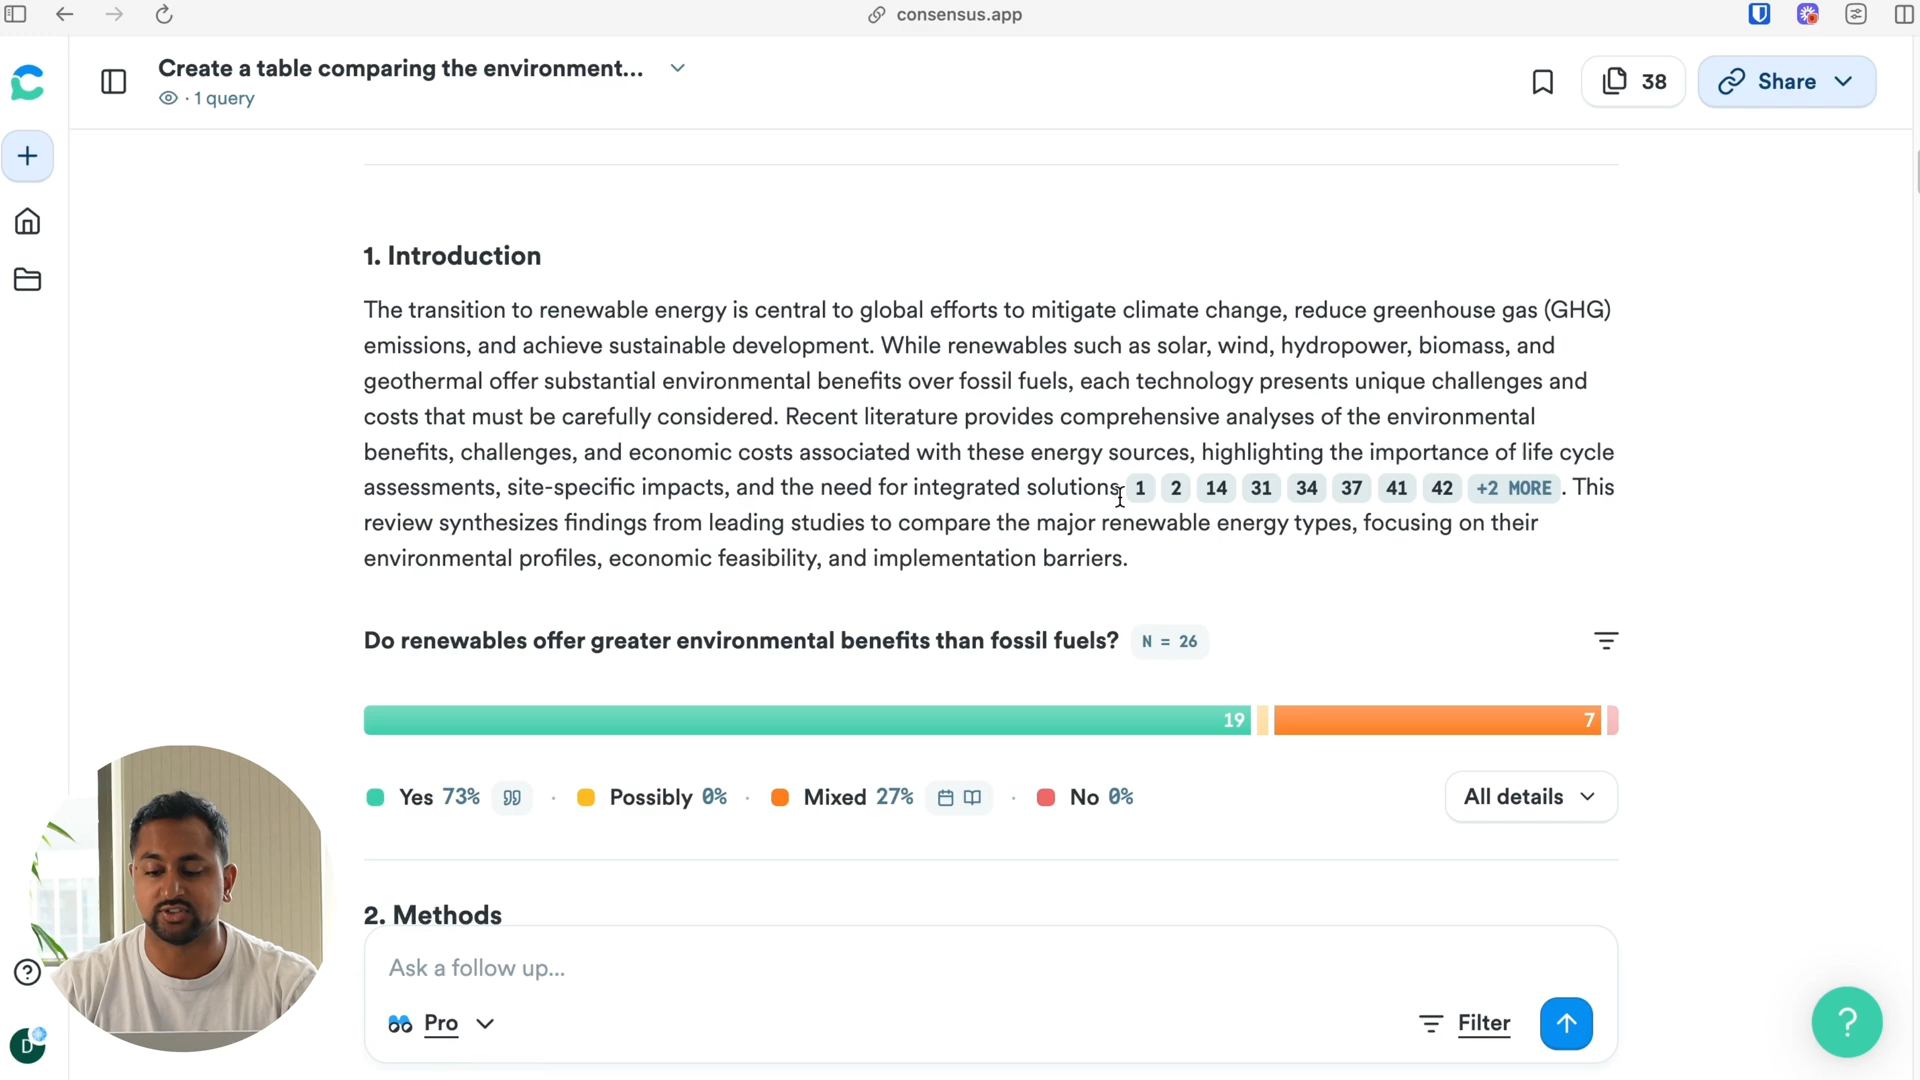 consensus.app
Create a table comparing the environment...
· 1 query
38
Share
1. Introduction
The transition to renewable energy is central to global efforts to mitigate climate change, reduce greenhouse gas (GHG)
emissions, and achieve sustainable development. While renewables such as solar, wind, hydropower, biomass, and
geothermal offer substantial environmental benefits over fossil fuels, each technology presents unique challenges and
costs that must be carefully considered. Recent literature provides comprehensive analyses of the environmental
benefits, challenges, and economic costs associated with these energy sources, highlighting the importance of life cycle
assessments, site-specific impacts, and the need for integrated solutions 1 2 14 31 34 37 41 42 +2 MORE . This
review synthesizes findings from leading studies to compare the major renewable energy types, focusing on their
environmental profiles, economic feasibility, and implementation barriers.
Do renewables offer greater environmental benefits than fossil fuels? N = 26
19 7
Yes 73% · Possibly 0% · Mixed 27% · No 0%
All details
2. Methods
Ask a follow up...
Pro
Filter
?
?
D